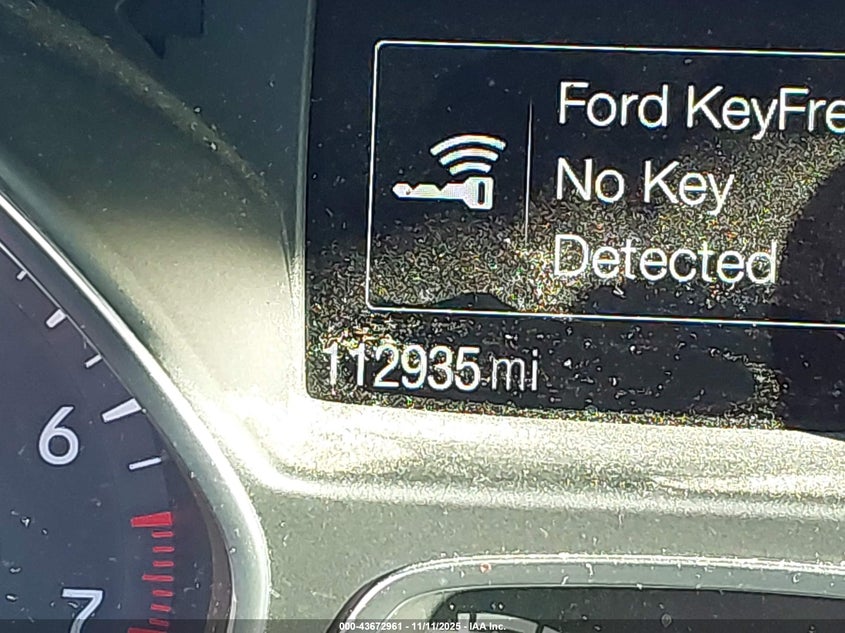 Ford KeyFre
No Key
Detected
112935 mi
6
7
000-43672961 - 11/11/2025 - IAA Inc.